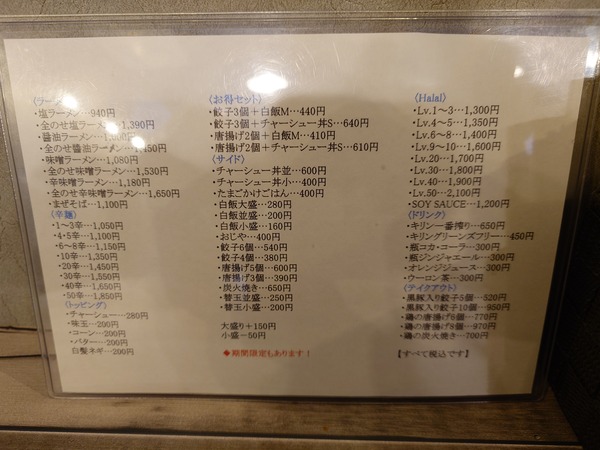 〈ラーメン
・塩ラーメン…940円
・全のせ塩ラーメン…1,390円
・醤油ラーメン…1,000円
・全のせ醤油ラーメン…1,450円
・味噌ラーメン…1,080円
・全のせ味噌ラーメン…1,530円
・辛味噌ラーメン…1,180円
・全のせ辛味噌ラーメン…1,650円
・まぜそば…1,100円
〈辛麺〉
・1～3辛…1,050円
・4・5辛…1,100円
・6～8辛…1,150円
・10辛…1,350円
・20辛…1,450円
・30辛…1,550円
・40辛…1,650円
・50辛…1,850円
〈トッピング〉
・チャーシュー…280円
・味玉…200円
・コーン…200円
・バター…200円
白髪ネギ…200円
〈お得セット〉
・餃子3個＋白飯M…440円
・餃子3個＋チャーシュー丼S…640円
・唐揚げ2個＋白飯M…410円
・唐揚げ2個＋チャーシュー丼S…610円
〈サイド〉
・チャーシュー丼並…600円
・チャーシュー丼小…400円
・たまごかけごはん…400円
・白飯大盛…280円
・白飯並盛…200円
・白飯小盛…160円
・おじや…400円
・餃子6個…540円
・餃子4個…380円
・唐揚げ5個…600円
・唐揚げ3個…390円
・炭火焼き…650円
・替玉並盛…250円
・替玉小盛…200円
大盛り＋150円
小盛－50円
◆期間限定もあります！
〈Halal〉
・Lv.1～3…1,300円
・Lv.4～5…1,350円
・Lv.6～8…1,400円
・Lv.9～10…1,600円
・Lv.20…1,700円
・Lv.30…1,800円
・Lv.40…1,900円
・Lv.50…2,100円
・SOY SAUCE…1,200円
〈ドリンク〉
・キリン一番搾り…650円
・キリングリーンズフリー…450円
・瓶コカ・コーラ…300円
・瓶ジンジャエール…300円
・オレンジジュース…300円
・ウーロン茶…300円
〈テイクアウト〉
・黒豚入り餃子5個…520円
・黒豚入り餃子10個…950円
・鶏の唐揚げ6個…770円
・鶏の唐揚げ8個…970円
・鶏の炭火焼き…700円
【すべて税込です】